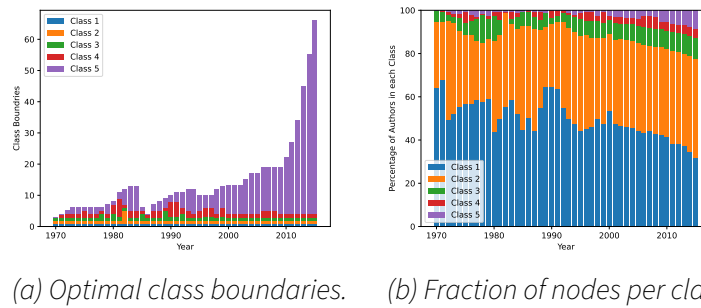 Class 1
Class 2
Class 3
Class 4
Class 5
Class Boundries
60
50
40
30
20
10
0
1970 1980 1990 2000 2010
Year
(a) Optimal class boundaries.
100
80
60
40
20
0
Percentage of Authors in each Class
Class 1
Class 2
Class 3
Class 4
Class 5
1970 1980 1990 2000 2010
Year
(b) Fraction of nodes per cla